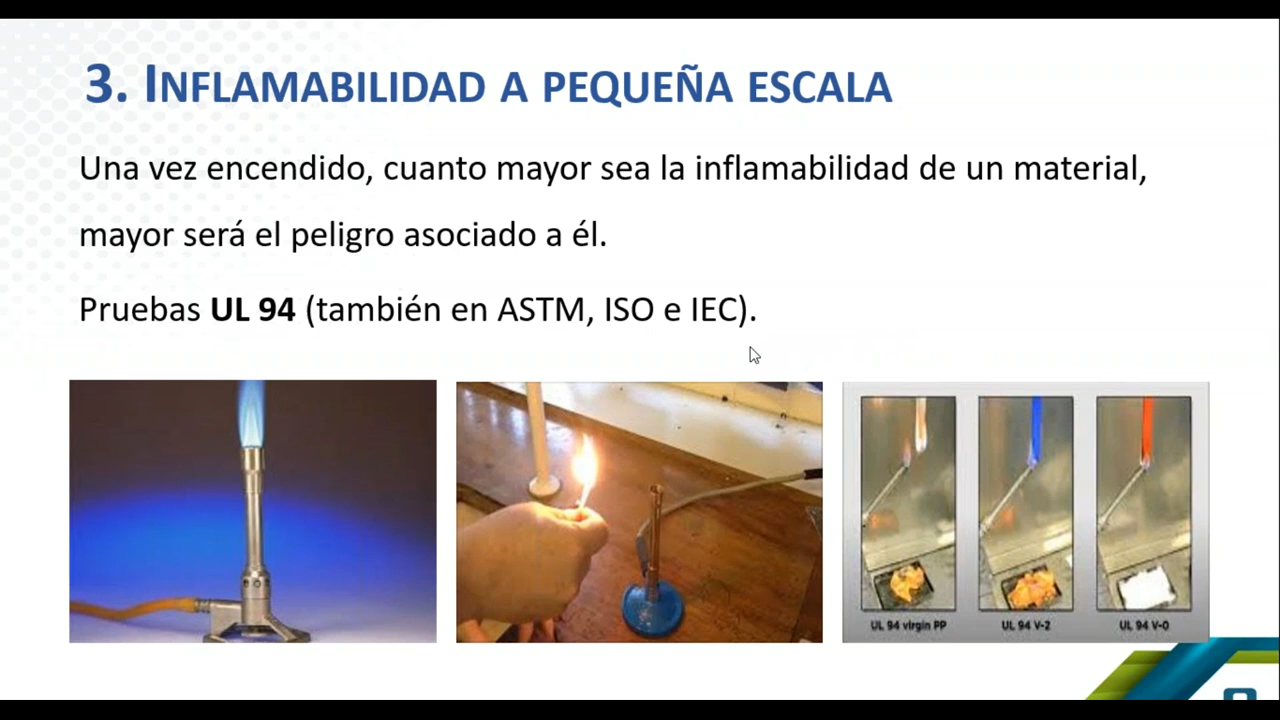 3. INFLAMABILIDAD A PEQUEÑA ESCALA
Una vez encendido, cuanto mayor sea la inflamabilidad de un material,
mayor será el peligro asociado a él.
Pruebas UL 94 (también en ASTM, ISO e IEC).
UL 94 virgin PP
UL 94 V-2
UL 94 V-0